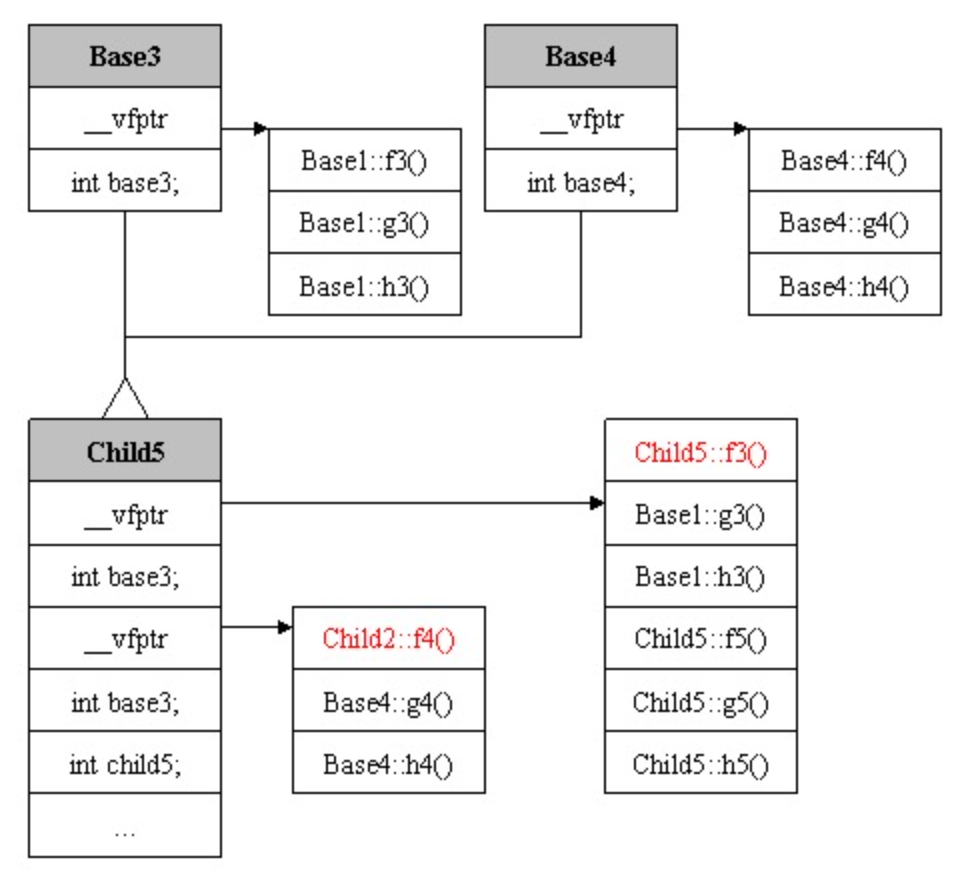 Base3
__vfptr
int base3;
Base1::f3()
Base1::g3()
Base1::h3()
Base4
__vfptr
int base4;
Base4::f4()
Base4::g4()
Base4::h4()
Child5
__vfptr
int base3;
__vfptr
int base3;
int child5;
...
Child2::f4()
Base4::g4()
Base4::h4()
Child5::f3()
Base1::g3()
Base1::h3()
Child5::f5()
Child5::g5()
Child5::h5()